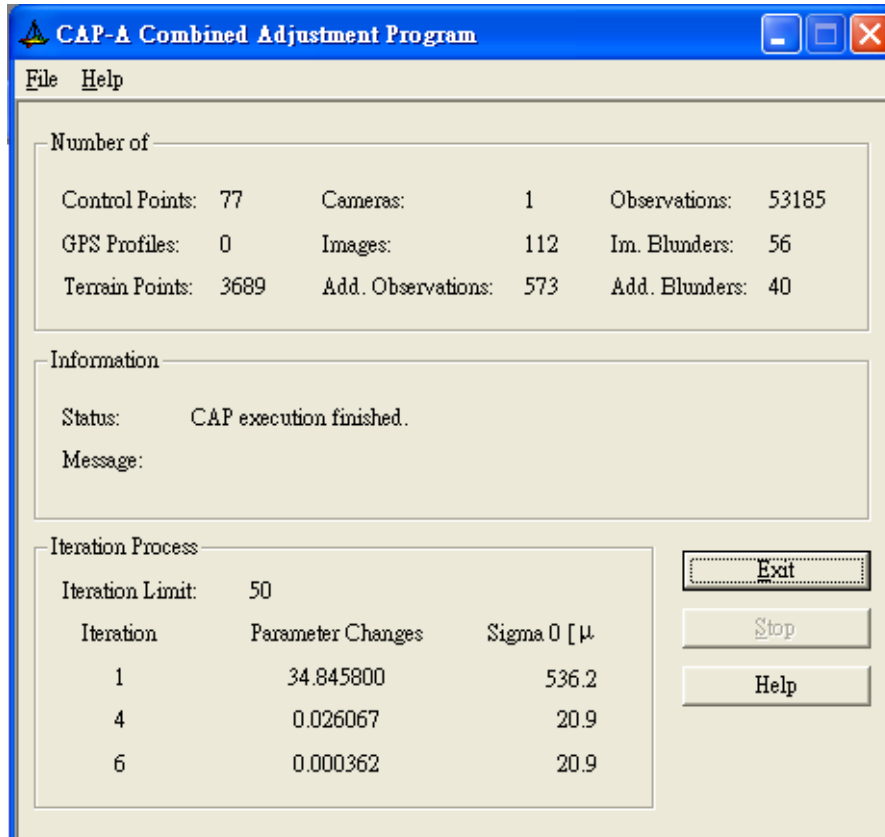 CAP-A Combined Adjustment Program
File Help
Number of
Control Points: 77 Cameras: 1 Observations: 53185
GPS Profiles: 0 Images: 112 Im. Blunders: 56
Terrain Points: 3689 Add. Observations: 573 Add. Blunders: 40
Information
Status: CAP execution finished.
Message:
Iteration Process
Iteration Limit: 50
Iteration Parameter Changes Sigma 0 [ μ
1 34.845800 536.2
4 0.026067 20.9
6 0.000362 20.9
Exit
Stop
Help